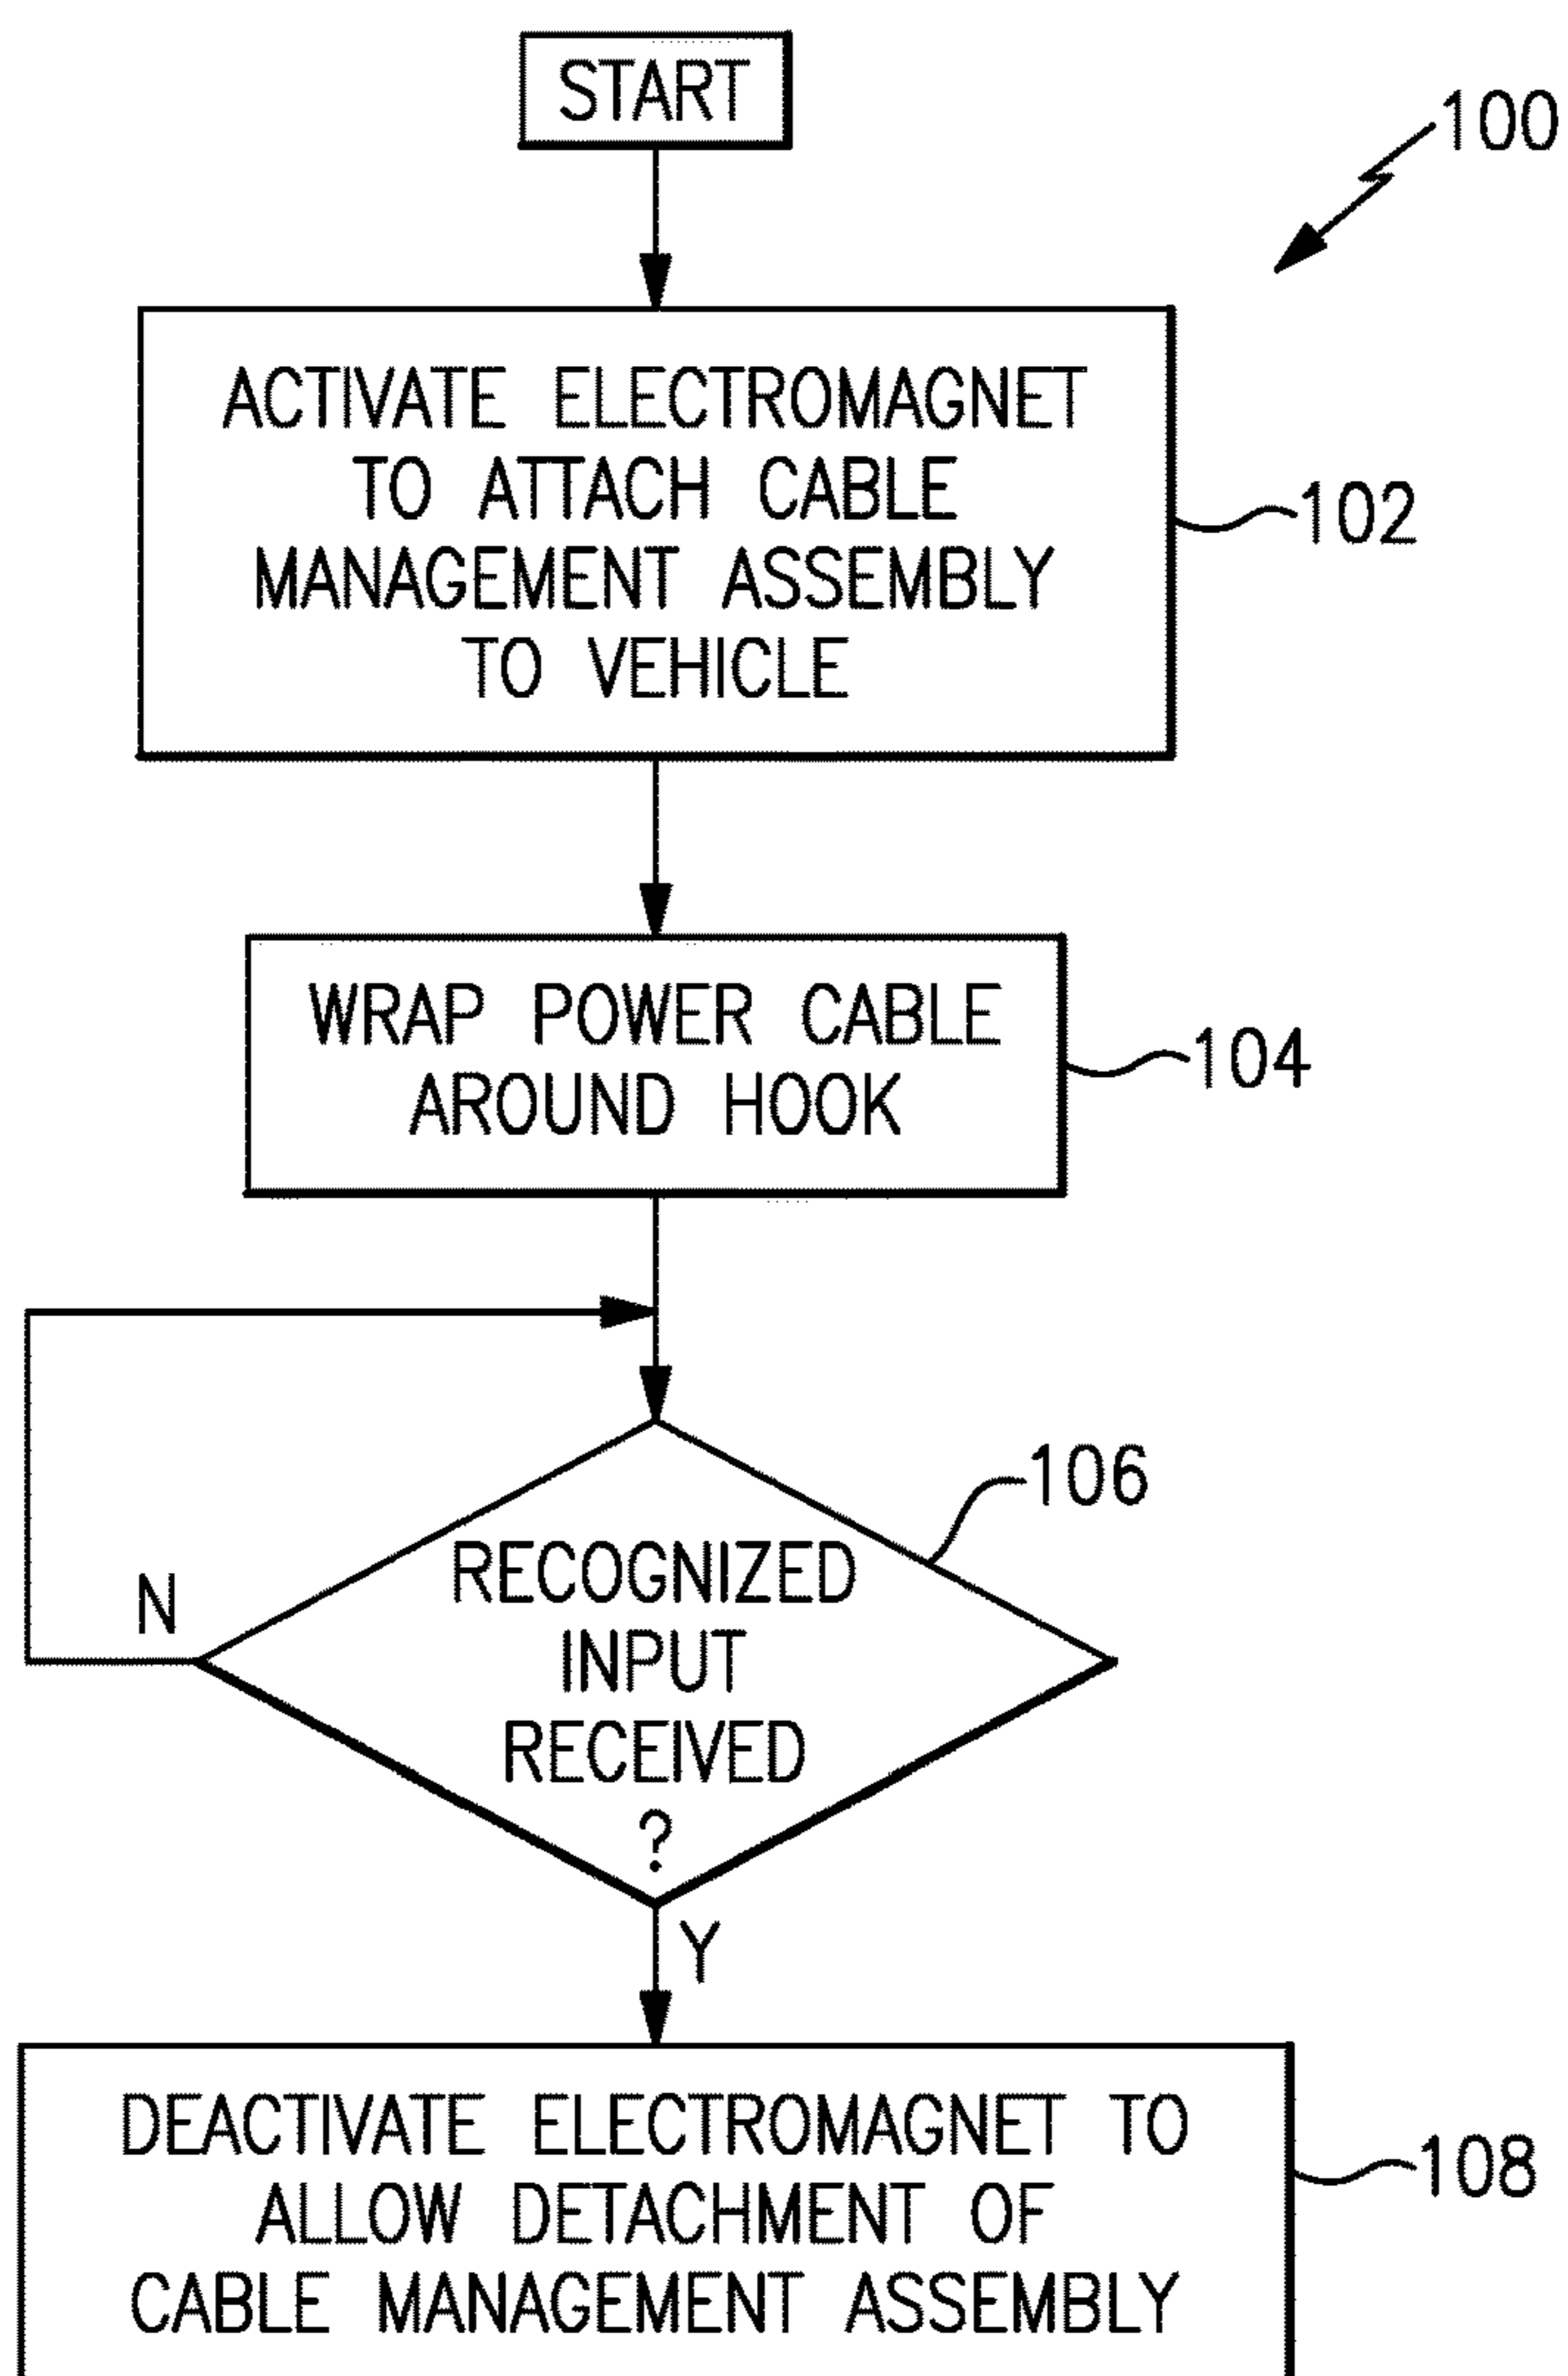 START
100
ACTIVATE ELECTROMAGNET
TO ATTACH CABLE
MANAGEMENT ASSEMBLY
TO VEHICLE
102
WRAP POWER CABLE
AROUND HOOK
104
106
RECOGNIZED
INPUT
RECEIVED
?
N
Y
DEACTIVATE ELECTROMAGNET TO
ALLOW DETACHMENT OF
CABLE MANAGEMENT ASSEMBLY
108